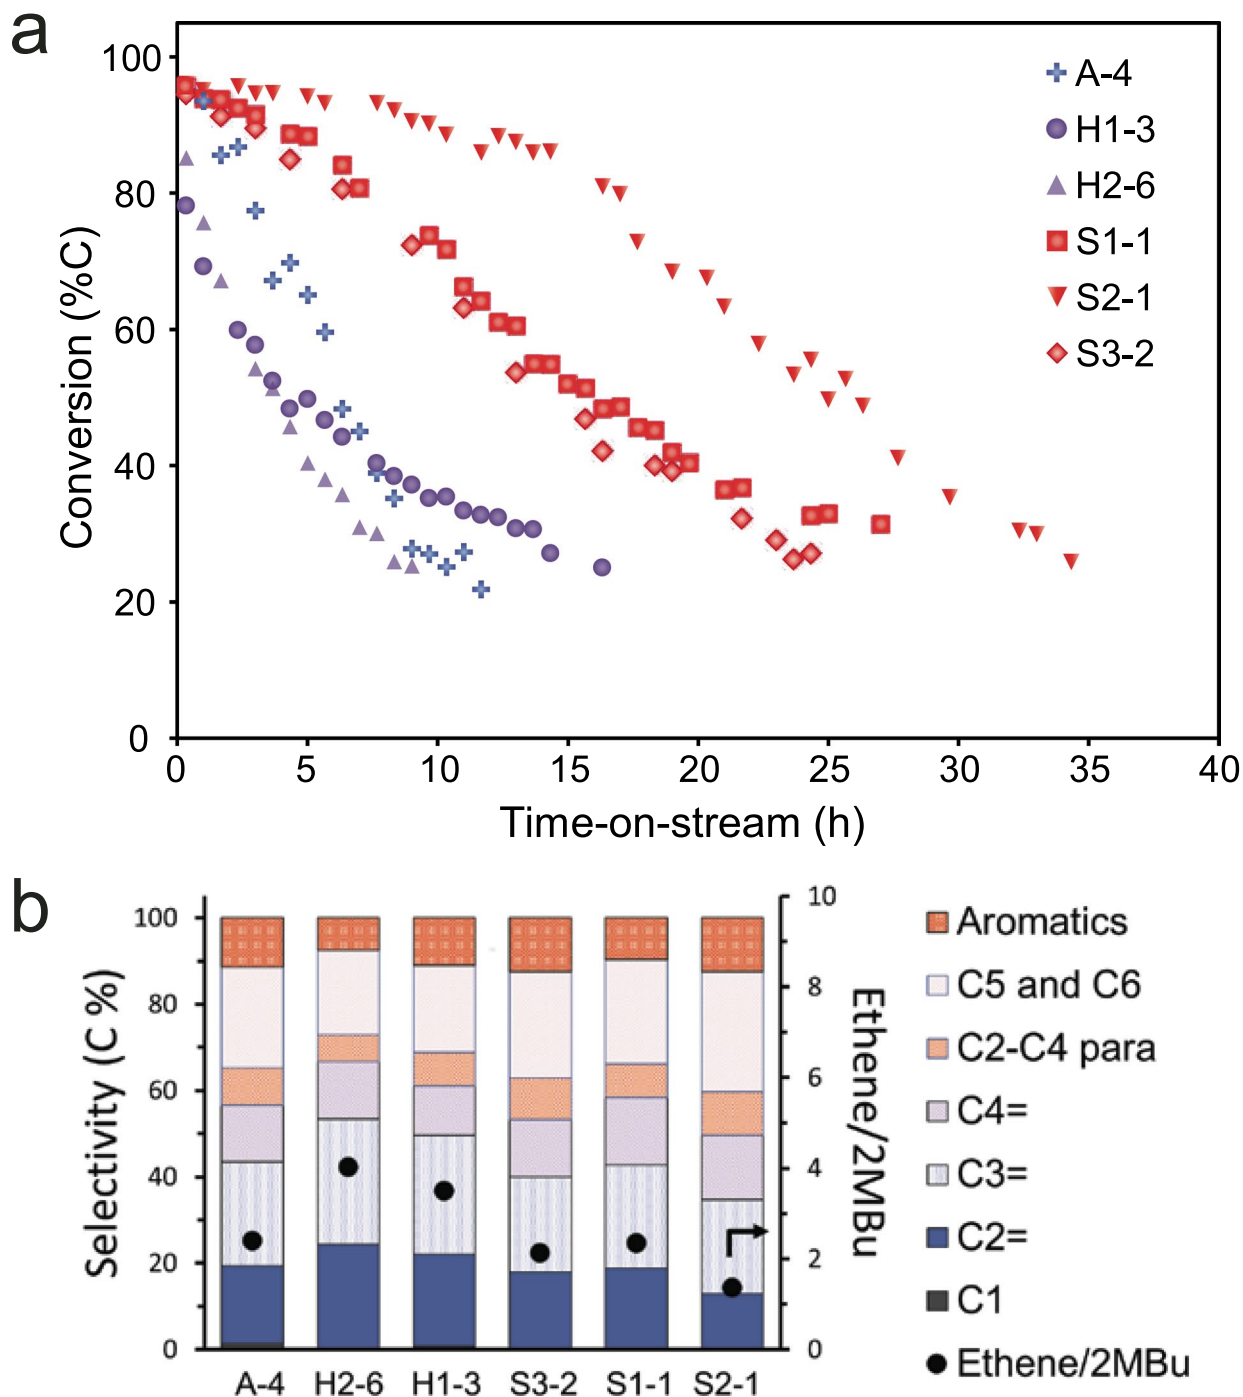 a
100
80
60
40
20
0
Conversion (%C)
A-4
H1-3
H2-6
S1-1
S2-1
S3-2
0 5 10 15 20 25 30 35 40
Time-on-stream (h)
b
100
80
60
40
20
0
Selectivity (C %)
10
8
6
4
2
0
Ethene/2MBu
A-4 H2-6 H1-3 S3-2 S1-1 S2-1
Aromatics
C5 and C6
C2-C4 para
C4=
C3=
C2=
C1
Ethene/2MBu